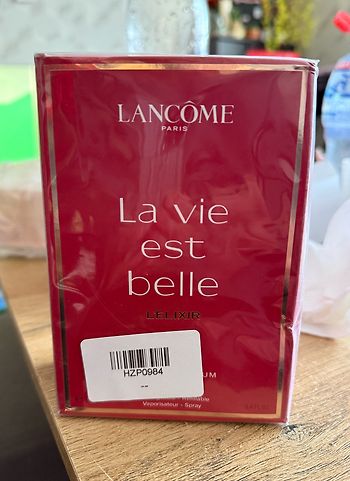 LANCÔME
PARIS
La vie
est
belle
L'ELIXIR
HZP0984
Vaporisateur - Spray